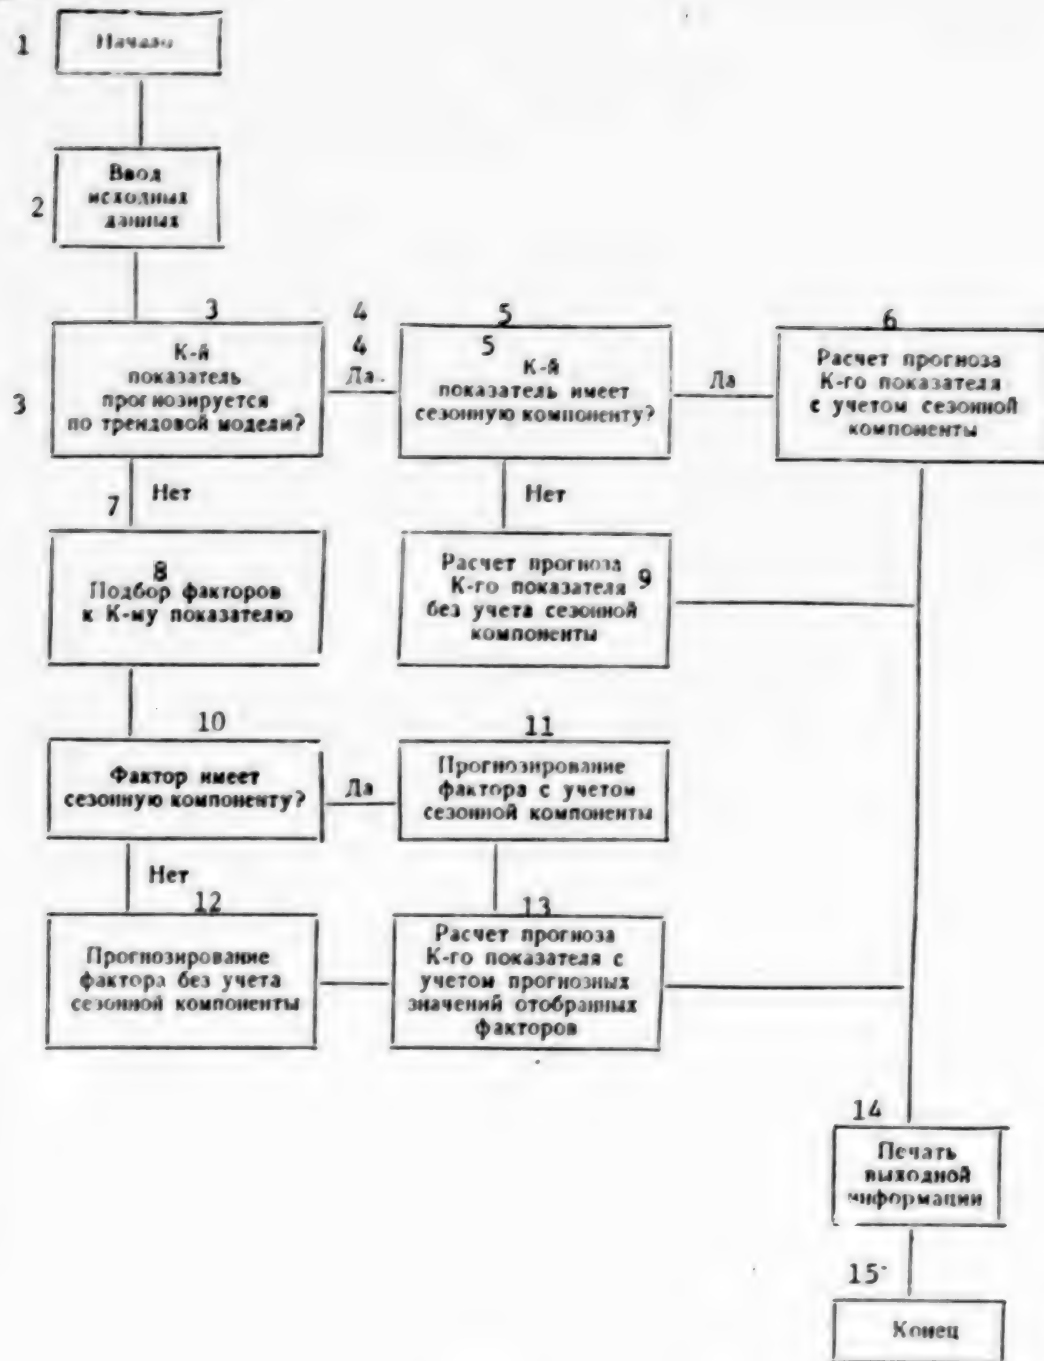 1
Начало
2
Ввод
исходных
данных
3
4
5
6
3
К-й
показатель
прогнозируется
по трендовой модели?
4
Да
5
К-й
показатель имеет
сезонную компоненту?
Да
Расчет прогноза
К-го показателя
с учетом сезонной
компоненты
7
Нет
Нет
8
Подбор факторов
к К-му показателю
Расчет прогноза
К-го показателя 9
без учета сезонной
компоненты
10
11
Фактор имеет
сезонную компоненту?
Да
Прогнозирование
фактора с учетом
сезонной компоненты
Нет
12
13
Прогнозирование
фактора без учета
сезонной компоненты
Расчет прогноза
К-го показателя с
учетом прогнозных
значений отобранных
факторов
14
Печать
выходной
информации
15
Конец